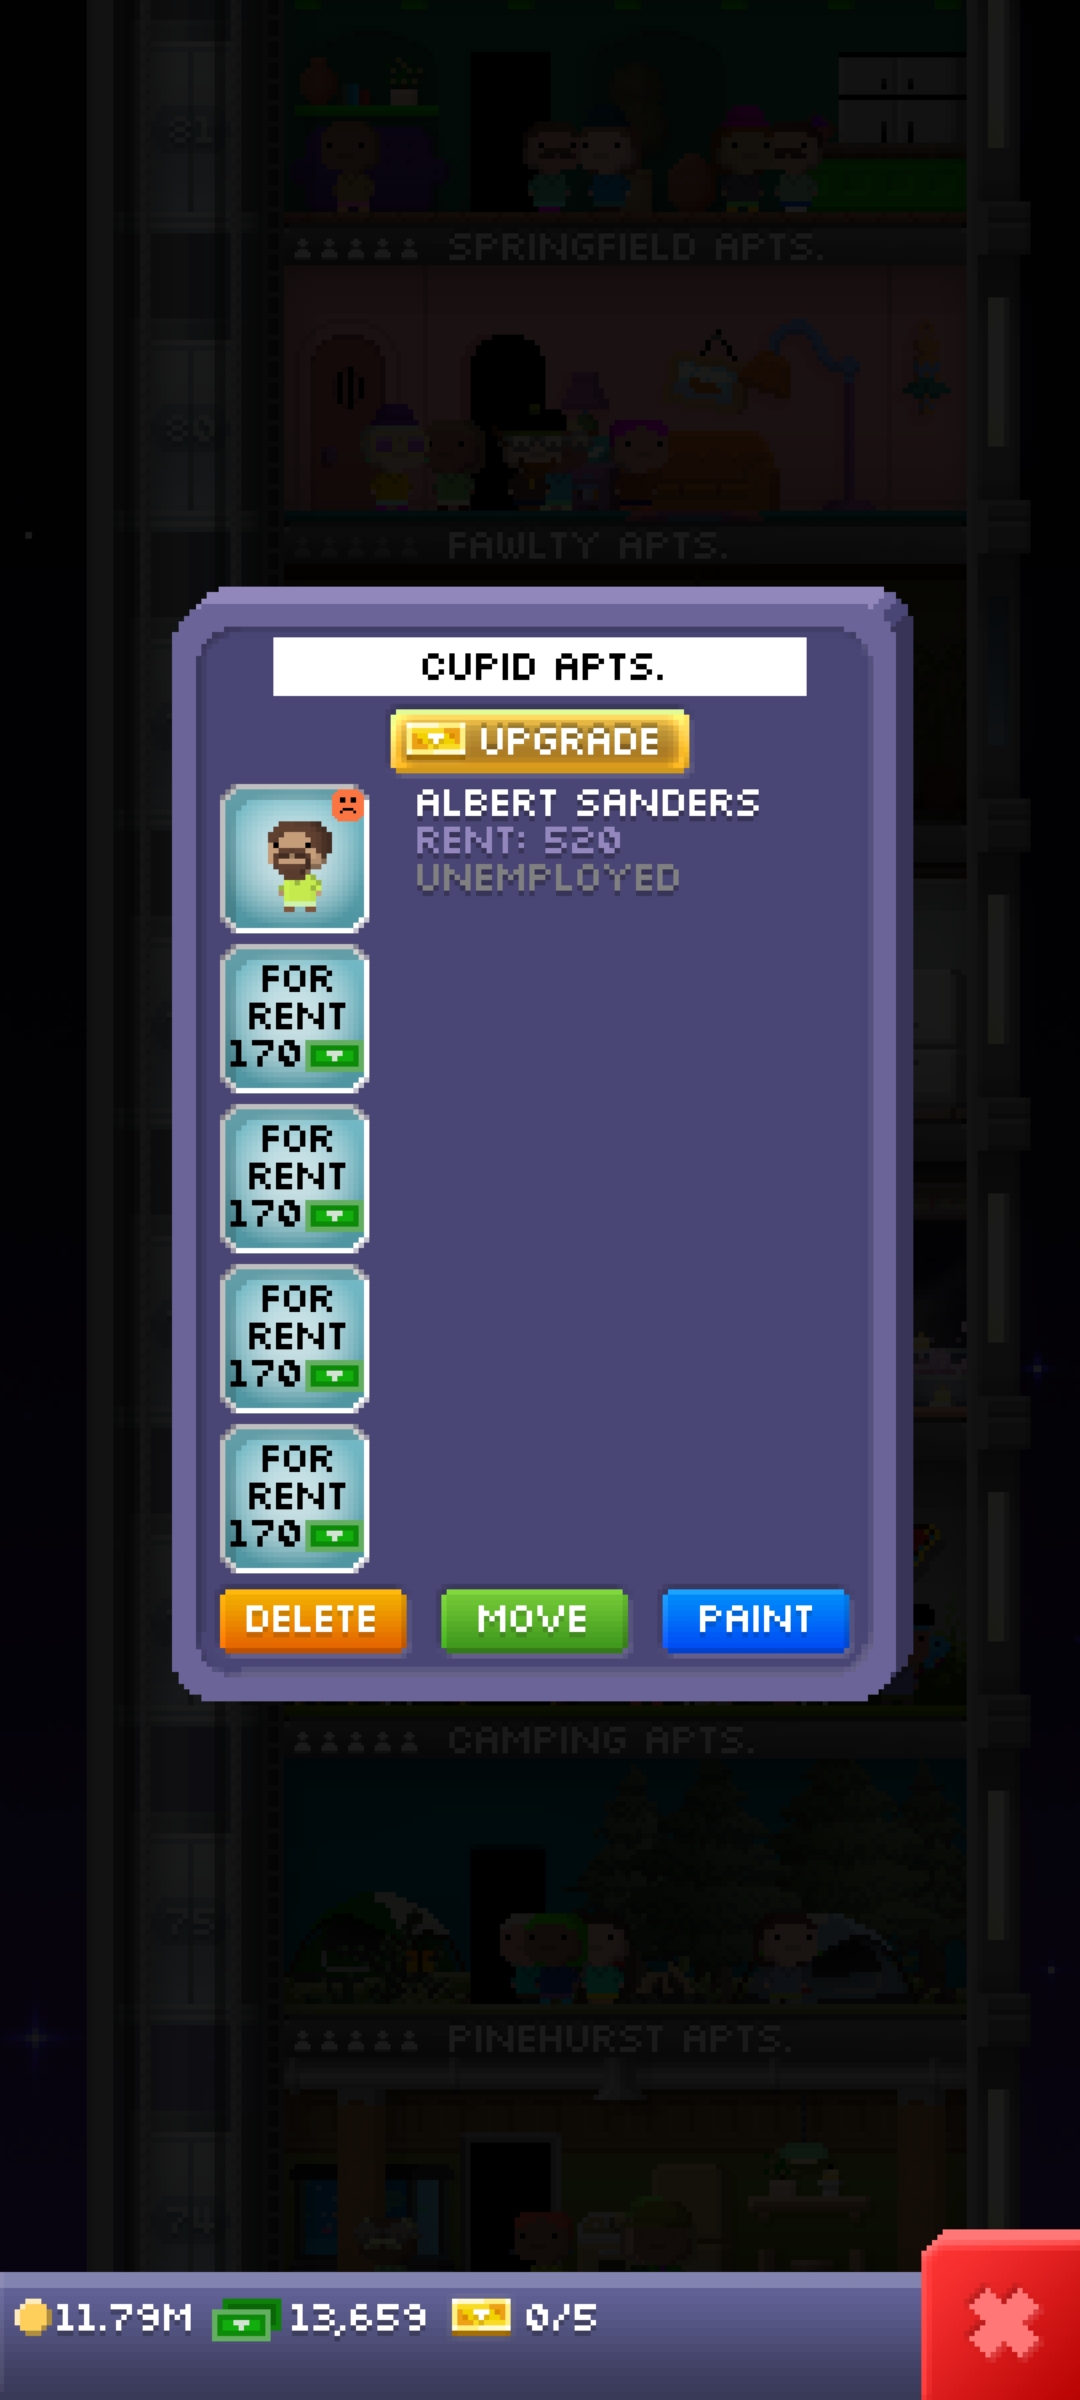 81
SPRINGFIELD APTS.
80
FAWLTY APTS.
CUPID APTS.
UPGRADE
ALBERT SANDERS
RENT: 520
UNEMPLOYED
FOR
RENT
170
FOR
RENT
170
FOR
RENT
170
FOR
RENT
170
DELETE
MOVE
PAINT
CAMPING APTS.
75
PINEHURST APTS.
74
11.79M
13,659
0/5